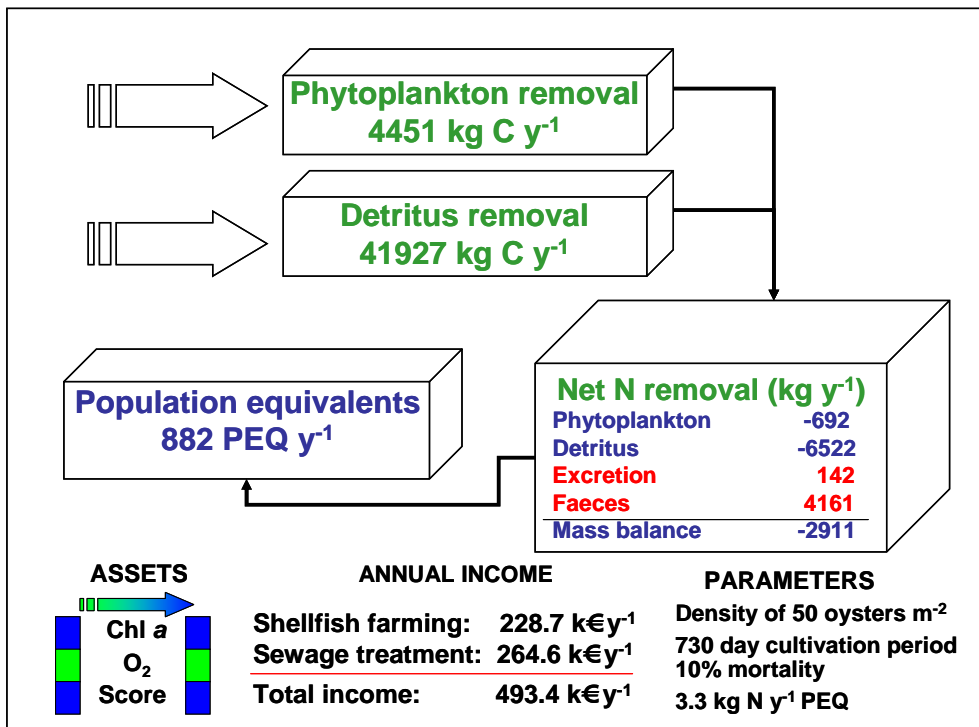 Phytoplankton removal
4451 kg C y-1
Detritus removal
41927 kg C y-1
Population equivalents
882 PEQ y-1
Net N removal (kg y-1)
Phytoplankton -692
Detritus -6522
Excretion 142
Faeces 4161
Mass balance -2911
ASSETS
Chl a
O2
Score
ANNUAL INCOME
Shellfish farming: 228.7 k€y-1
Sewage treatment: 264.6 k€y-1
Total income: 493.4 k€y-1
PARAMETERS
Density of 50 oysters m-2
730 day cultivation period
10% mortality
3.3 kg N y-1 PEQ